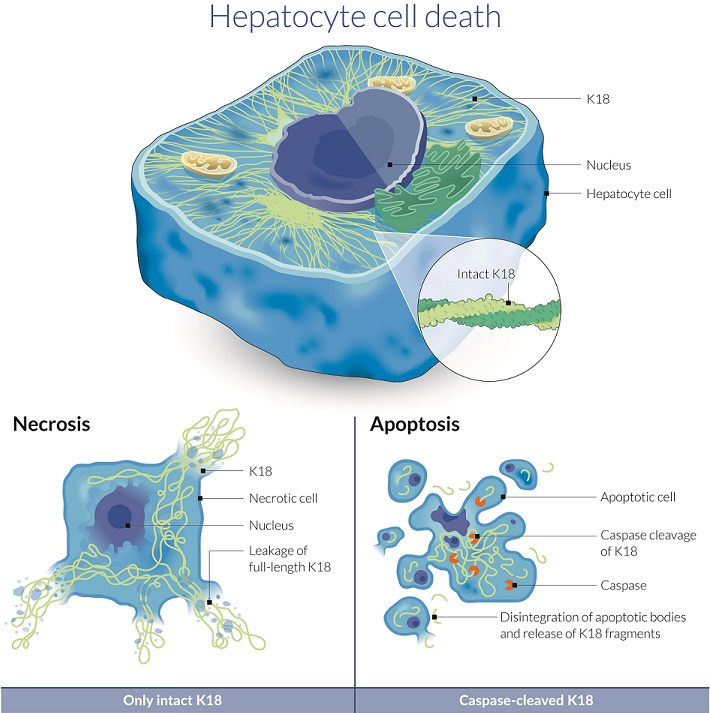 Hepatocyte cell death
K18
Nucleus
Hepatocyte cell
Intact K18
Necrosis
K18
Necrotic cell
Nucleus
Leakage of
full-length K18
Apoptosis
Apoptotic cell
Caspase cleavage
of K18
Caspase
Disintegration of apoptotic bodies
and release of K18 fragments
Only intact K18
Caspase-cleaved K18